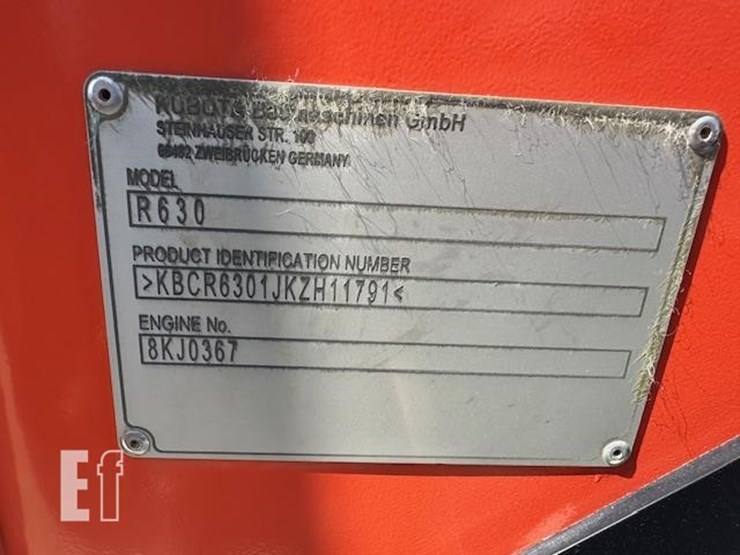 KUBOTA Baumaschinen GmbH
STEINHAUSER STR. 100
66482 ZWEIBRÜCKEN GERMANY
MODEL
R630
PRODUCT IDENTIFICATION NUMBER
>KBCR6301JKZH11791<
ENGINE No.
8KJ0367
Ef